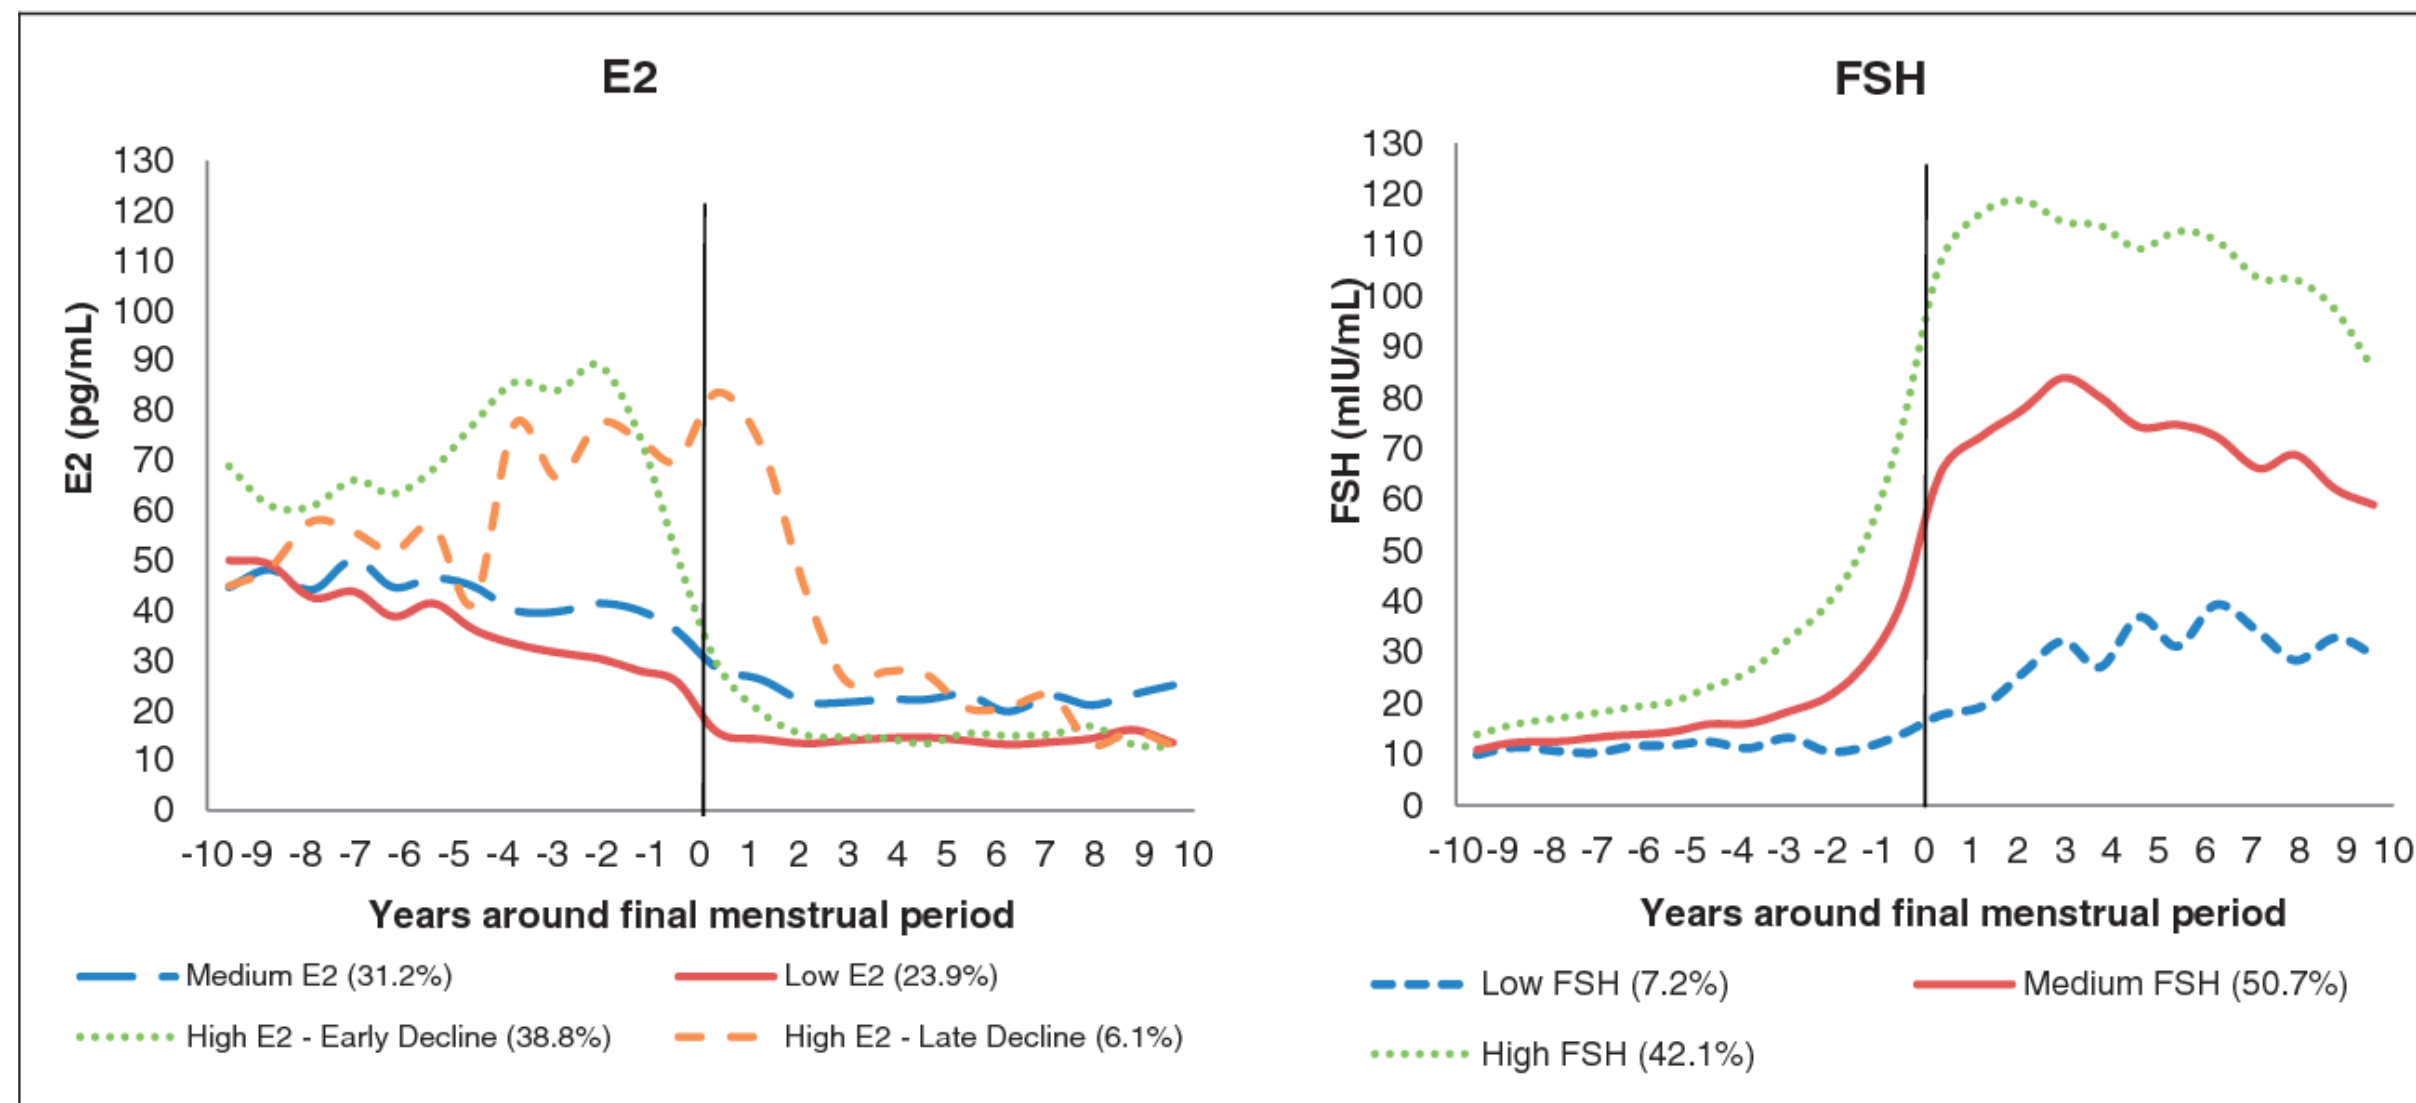 E2
E2 (pg/mL)
130
120
110
100
90
80
70
60
50
40
30
20
10
0
-10 -9 -8 -7 -6 -5 -4 -3 -2 -1 0 1 2 3 4 5 6 7 8 9 10
Years around final menstrual period
Medium E2 (31.2%) Low E2 (23.9%)
High E2 - Early Decline (38.8%) High E2 - Late Decline (6.1%)
FSH
FSH (mIU/mL)
130
120
110
100
90
80
70
60
50
40
30
20
10
0
-10 -9 -8 -7 -6 -5 -4 -3 -2 -1 0 1 2 3 4 5 6 7 8 9 10
Years around final menstrual period
Low FSH (7.2%) Medium FSH (50.7%)
High FSH (42.1%)